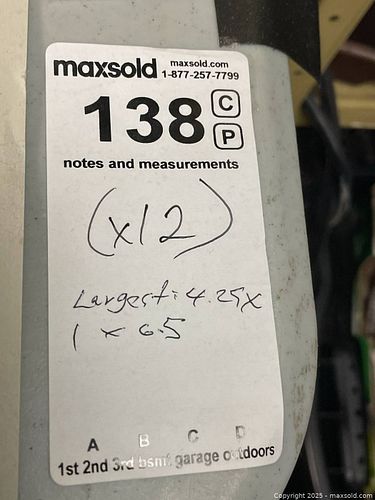 maxsold maxsold.com
1-877-257-7799
138 C
P
notes and measurements
(x12)
Largest: 4.25x
1 x 6.5
A B C D
1st 2nd 3rd bsmt garage outdoors
Copyright 2025 - maxsold.com